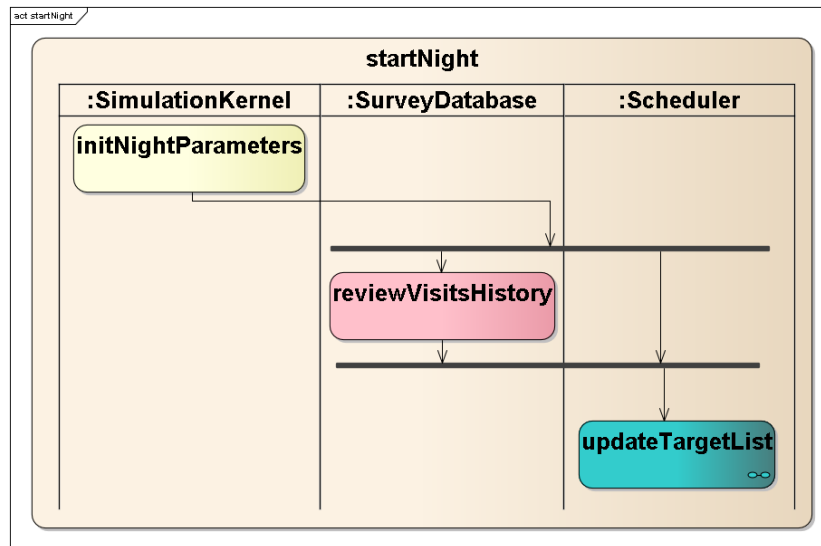 act startNight
startNight
:SimulationKernel :SurveyDatabase :Scheduler
initNightParameters
reviewVisitsHistory
updateTargetList